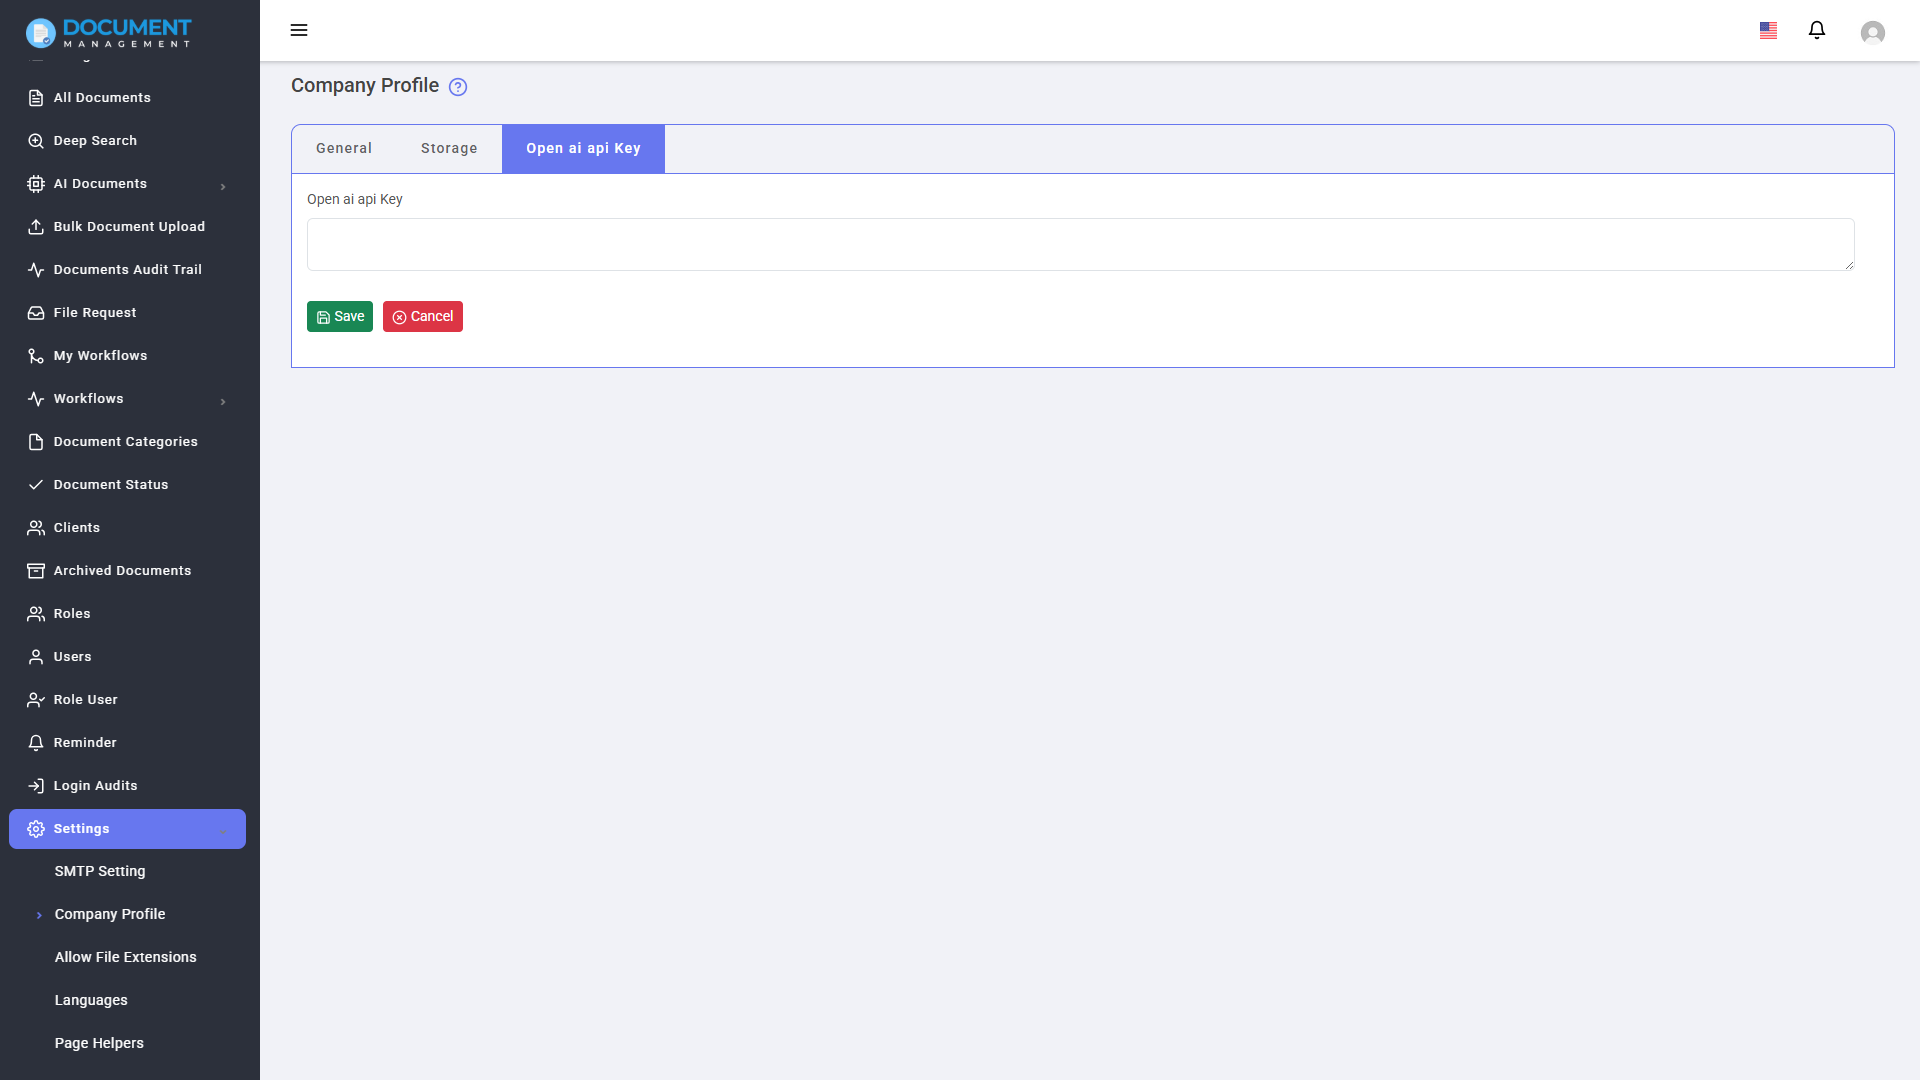 DOCUMENT
MANAGEMENT
All Documents
Deep Search
AI Documents
Bulk Document Upload
Documents Audit Trail
File Request
My Workflows
Workflows
Document Categories
Document Status
Clients
Archived Documents
Roles
Users
Role User
Reminder
Login Audits
Settings
SMTP Setting
Company Profile
Allow File Extensions
Languages
Page Helpers
Company Profile
General
Storage
Open ai api Key
Open ai api Key
Save
Cancel